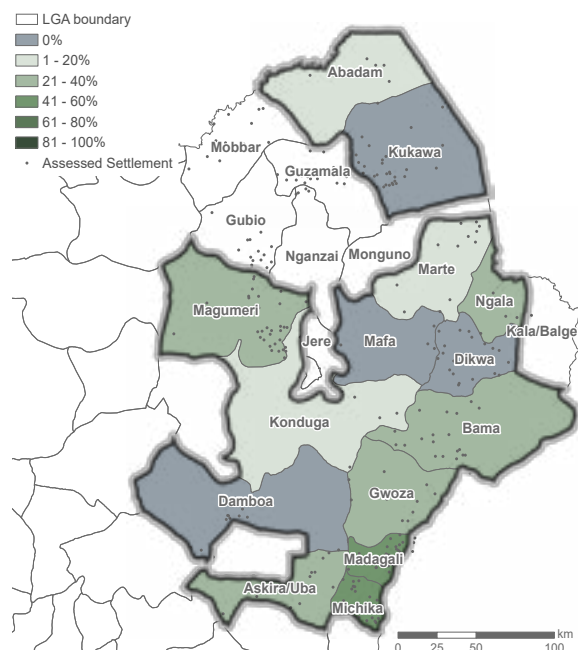 LGA boundary
0%
1 - 20%
21 - 40%
41 - 60%
61 - 80%
81 - 100%
Assessed Settlement
Abadam
Mobbar
Kukawa
Guzamala
Gubio
Nganzai
Monguno
Marte
Magumeri
Ngala
Jere
Mafa
Kala/Balge
Dikwa
Konduga
Bama
Damboa
Gwoza
Madagali
Askira/Uba
Michika
km
0 25 50 100